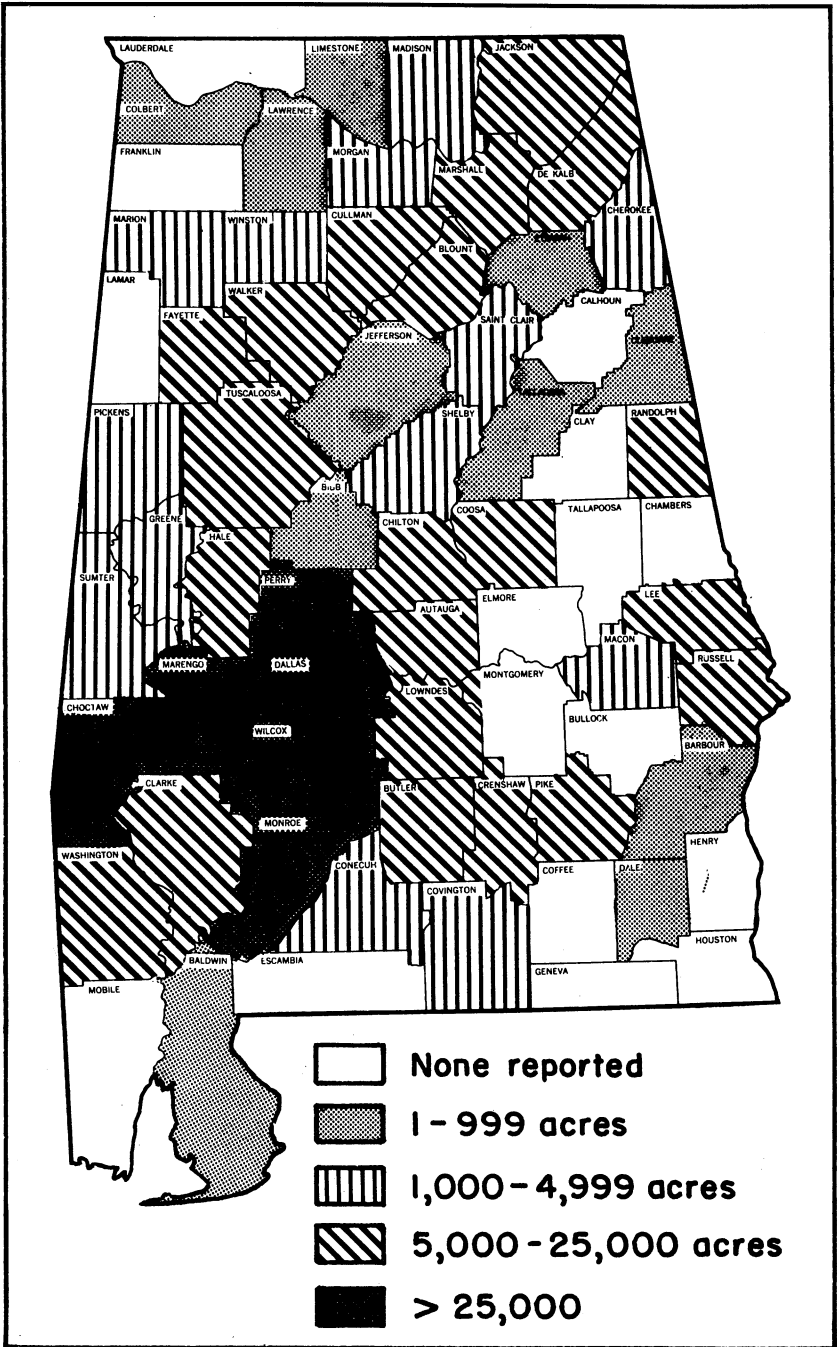 LAUDERDALE
LIMESTONE
MADISON
JACKSON
COLBERT
LAWRENCE
FRANKLIN
MORGAN
MARSHALL
DE KALB
CHEROKEE
MARION
WINSTON
CULLMAN
BLOUNT
LAMAR
WALKER
CALHOUN
FAYETTE
SAINT CLAIR
JEFFERSON
TUSCALOOSA
PICKENS
SHELBY
CLAY
RANDOLPH
BIBB
GREENE
HALE
CHILTON
COOSA
TALLAPOOSA
CHAMBERS
SUMTER
PERRY
ELMORE
LEE
AUTAUGA
MACON
MARENGO
DALLAS
MONTGOMERY
RUSSELL
LOWNDES
CHOCTAW
WILCOX
BULLOCK
BARBOUR
CLARKE
BUTLER
CRENSHAW
PIKE
MONROE
HENRY
WASHINGTON
CONECUH
COFFEE
DALE
COVINGTON
HOUSTON
BALDWIN
ESCAMBIA
GENEVA
MOBILE
None reported
1-999 acres
1,000-4,999 acres
5,000-25,000 acres
> 25,000